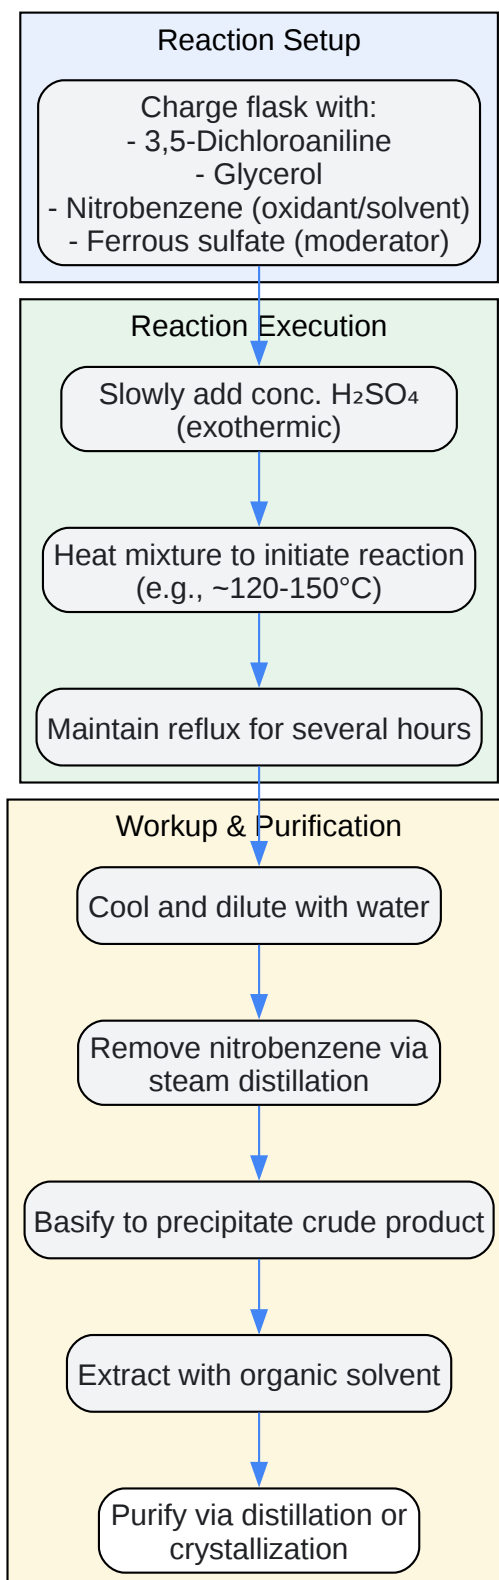 Reaction Setup
Charge flask with:
- 3,5-Dichloroaniline
- Glycerol
- Nitrobenzene (oxidant/solvent)
- Ferrous sulfate (moderator)
Reaction Execution
Slowly add conc. H₂SO₄
(exothermic)
Heat mixture to initiate reaction
(e.g., ~120-150°C)
Maintain reflux for several hours
Workup & Purification
Cool and dilute with water
Remove nitrobenzene via
steam distillation
Basify to precipitate crude product
Extract with organic solvent
Purify via distillation or
crystallization